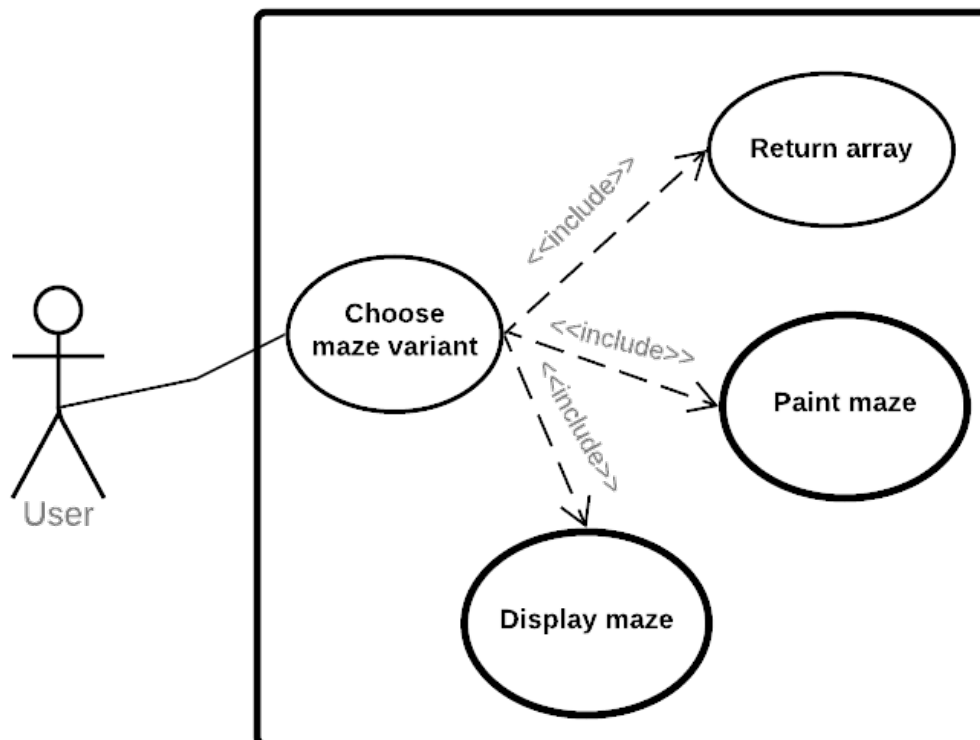 Return array
<<include>>
Choose
maze variant
<<include>>
<<include>>
Paint maze
User
Display maze